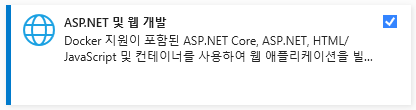 ASP.NET 및 웹 개발
Docker 지원이 포함된 ASP.NET Core, ASP.NET, HTML/
JavaScript 및 컨테이너를 사용하여 웹 애플리케이션을 빌...